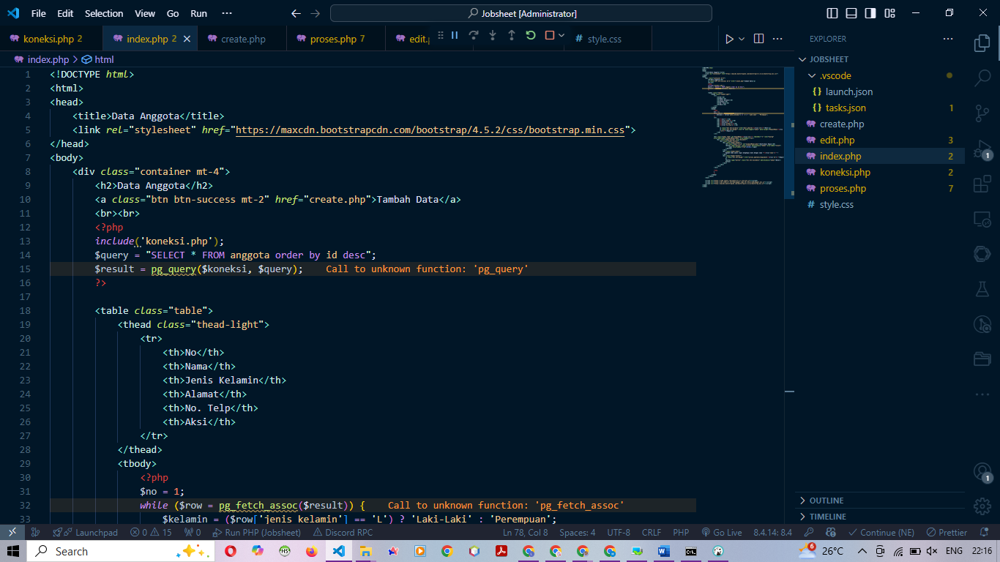 File Edit Selection View Go Run ··· Jobsheet [Administrator]
koneksi.php 2 index.php 2 create.php proses.php 7 edit.p style.css
index.php > html
1 <!DOCTYPE html>
2 <html>
3 <head>
4 <title>Data Anggota</title>
5 <link rel="stylesheet" href="https://maxcdn.bootstrapcdn.com/bootstrap/4.5.2/css/bootstrap.min.css">
6 </head>
7 <body>
8 <div class="container mt-4">
9 <h2>Data Anggota</h2>
10 <a class="btn btn-success mt-2" href="create.php">Tambah Data</a>
11 <br><br>
12 <?php
13 include('koneksi.php');
14 $query = "SELECT * FROM anggota order by id desc";
15 $result = pg_query($koneksi, $query); Call to unknown function: 'pg_query'
16 ?>
17
18 <table class="table">
19 <thead class="thead-light">
20 <tr>
21 <th>No</th>
22 <th>Nama</th>
23 <th>Jenis Kelamin</th>
24 <th>Alamat</th>
25 <th>No. Telp</th>
26 <th>Aksi</th>
27 </tr>
28 </thead>
29 <tbody>
30 <?php
31 $no = 1;
32 while ($row = pg_fetch_assoc($result)) { Call to unknown function: 'pg_fetch_assoc'
33 $kelamin = ($row['jenis_kelamin'] == 'L') ? 'Laki-Laki' : 'Perempuan';
EXPLORER ···
JOBSHEET
.vscode
{} launch.json
{} tasks.json 1
create.php
edit.php 3
index.php 2
koneksi.php 2
proses.php 7
# style.css
OUTLINE
TIMELINE
1
1
Launchpad 0 15 0 Run PHP (Jobsheet) Discord RPC Ln 78, Col 8 Spaces: 4 UTF-8 CRLF PHP Go Live 8.4.14: 8.4 Continue (NE) Prettier
Search 6 26°C ENG 22:16